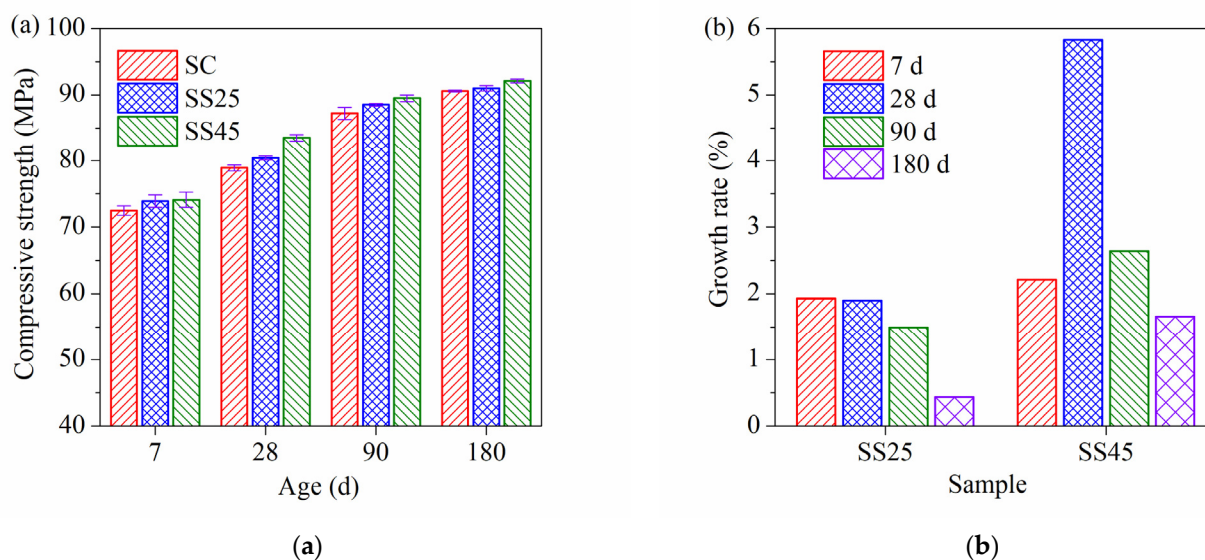 (a)
SC
SS25
SS45
Compressive strength (MPa)
100
90
80
70
60
50
40
7 28 90 180
Age (d)
(a)
(b)
7 d
28 d
90 d
180 d
Growth rate (%)
6
5
4
3
2
1
0
SS25 SS45
Sample
(b)